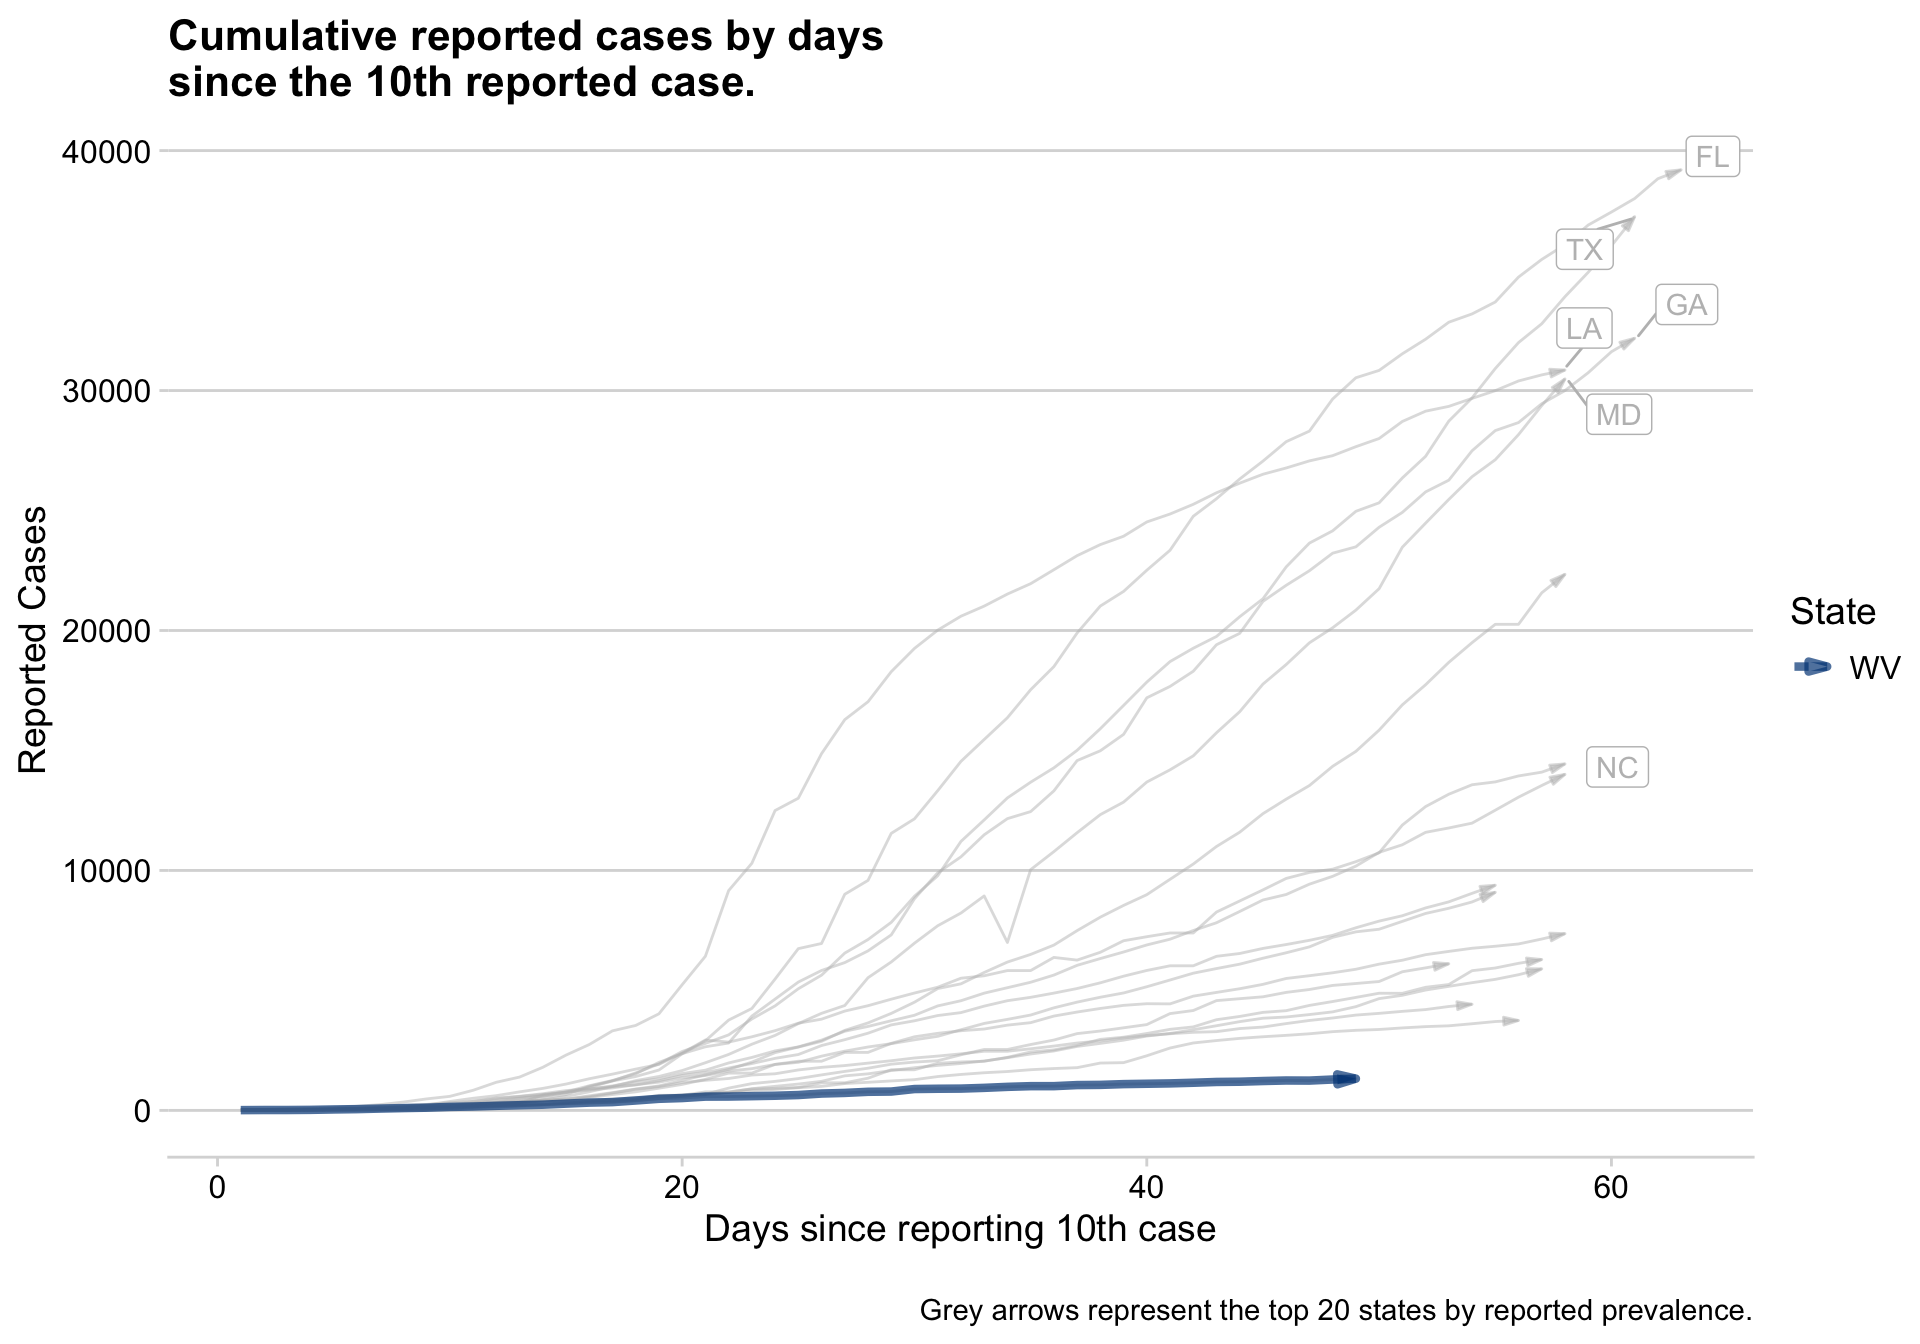 Cumulative reported cases by days
since the 10th reported case.
40000
30000
20000
10000
0
Reported Cases
FL
TX
GA
LA
MD
NC
State
WV
0
20
40
60
Days since reporting 10th case
Grey arrows represent the top 20 states by reported prevalence.